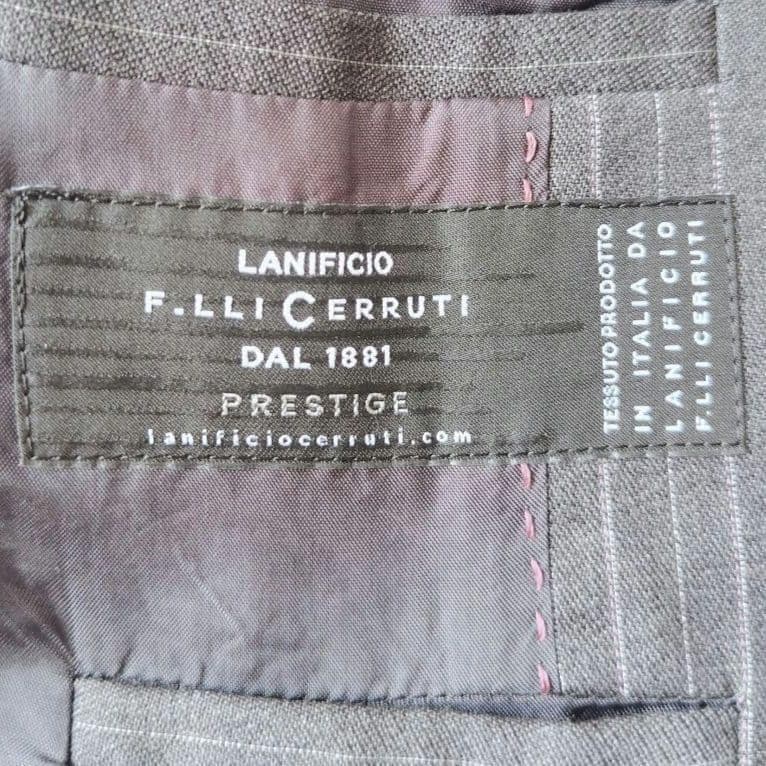 LANIFICIO
F.LLI CERRUTI
DAL 1881
PRESTIGE
lanificiocerruti.com
TESSUTO PRODOTTO
IN ITALIA DA
LANIFICIO
F.LLI CERRUTI